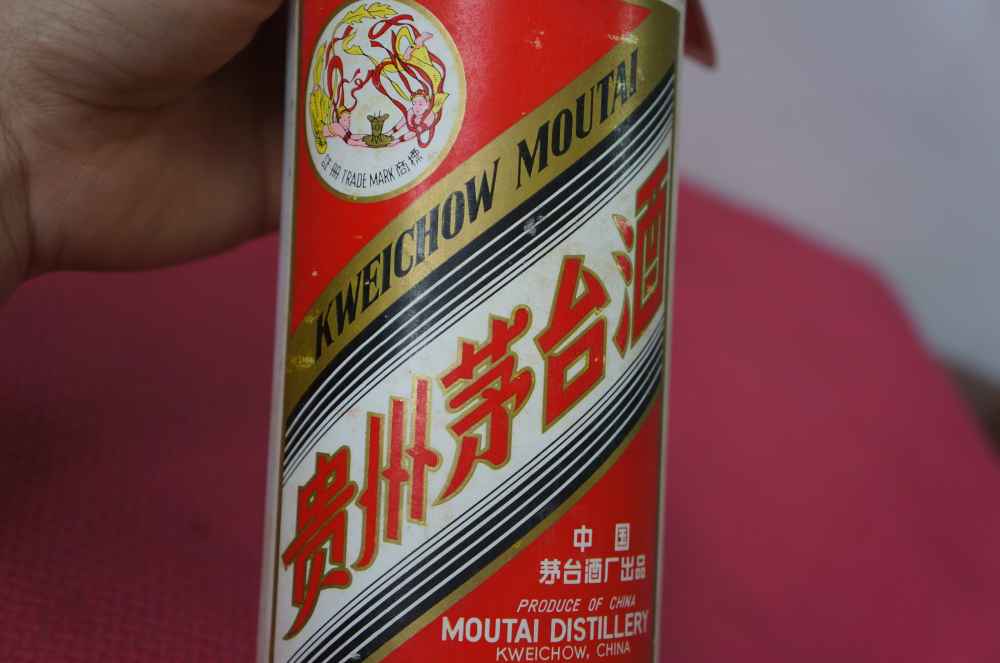 注册 TRADE MARK 商標
KWEICHOW MOUTAI
贵州茅台酒
中国
茅台酒厂出品
PRODUCE OF CHINA
MOUTAI DISTILLERY
KWEICHOW, CHINA